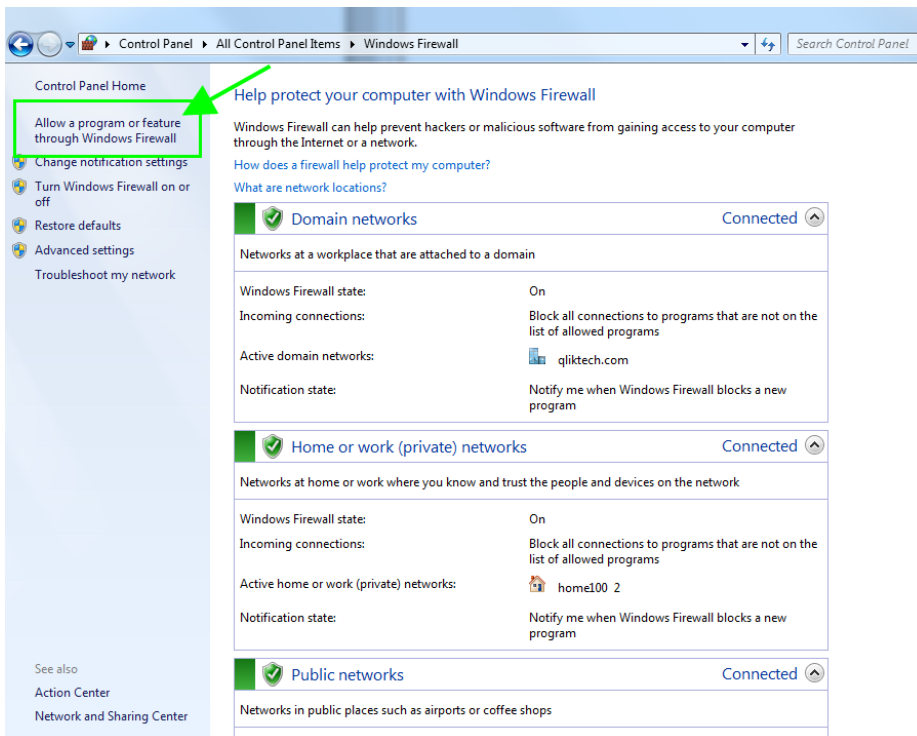 Control Panel ▸ All Control Panel Items ▸ Windows Firewall
Search Control Panel
Control Panel Home
Allow a program or feature
through Windows Firewall
Change notification settings
Turn Windows Firewall on or
off
Restore defaults
Advanced settings
Troubleshoot my network
See also
Action Center
Network and Sharing Center
Help protect your computer with Windows Firewall
Windows Firewall can help prevent hackers or malicious software from gaining access to your computer
through the Internet or a network.
How does a firewall help protect my computer?
What are network locations?
Domain networks Connected
Networks at a workplace that are attached to a domain
Windows Firewall state: On
Incoming connections: Block all connections to programs that are not on the
list of allowed programs
Active domain networks: qliktech.com
Notification state: Notify me when Windows Firewall blocks a new
program
Home or work (private) networks Connected
Networks at home or work where you know and trust the people and devices on the network
Windows Firewall state: On
Incoming connections: Block all connections to programs that are not on the
list of allowed programs
Active home or work (private) networks: home100 2
Notification state: Notify me when Windows Firewall blocks a new
program
Public networks Connected
Networks in public places such as airports or coffee shops